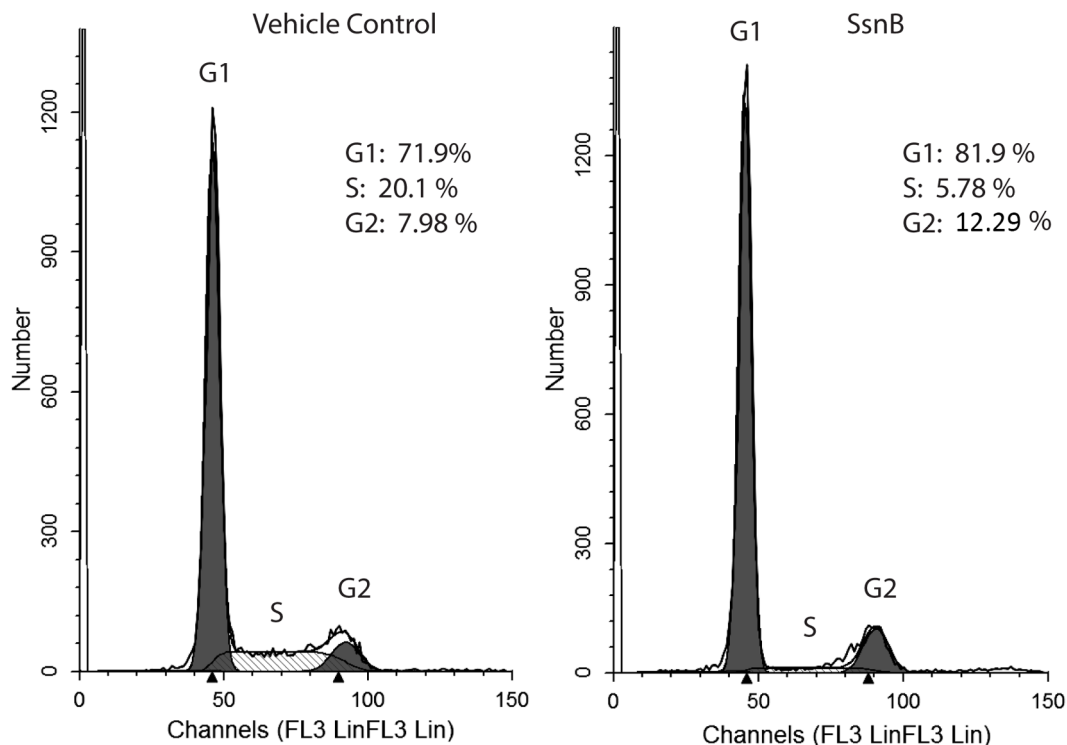 Vehicle Control
G1
G1: 71.9%
S: 20.1 %
G2: 7.98 %
S
G2
Number
0
300
600
900
1200
0
50
100
150
Channels (FL3 LinFL3 Lin)
SsnB
G1
G1: 81.9 %
S: 5.78 %
G2: 12.29 %
S
G2
Number
0
300
600
900
1200
0
50
100
150
Channels (FL3 LinFL3 Lin)